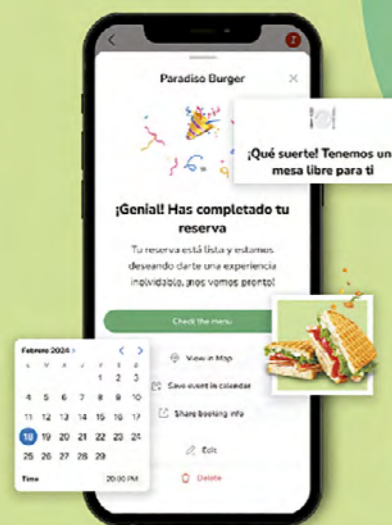 Paradiso Burger
¡Qué suerte! Tenemos un
mesa libre para ti
¡Genial! Has completado tu
reserva
Tu reserva está lista y estamos
deseando darte una experiencia
inolvidable, ¡nos vemos pronto!
Check the menu
View in Map
Save event in calendar
Share booking info
Edit
Delete
Febrero 2024
1 2 3
4 5 6 7 8 9 10
11 12 13 14 15 16 17
18 19 20 21 22 23 24
25 26 27 28 29
Time 20:00 PM